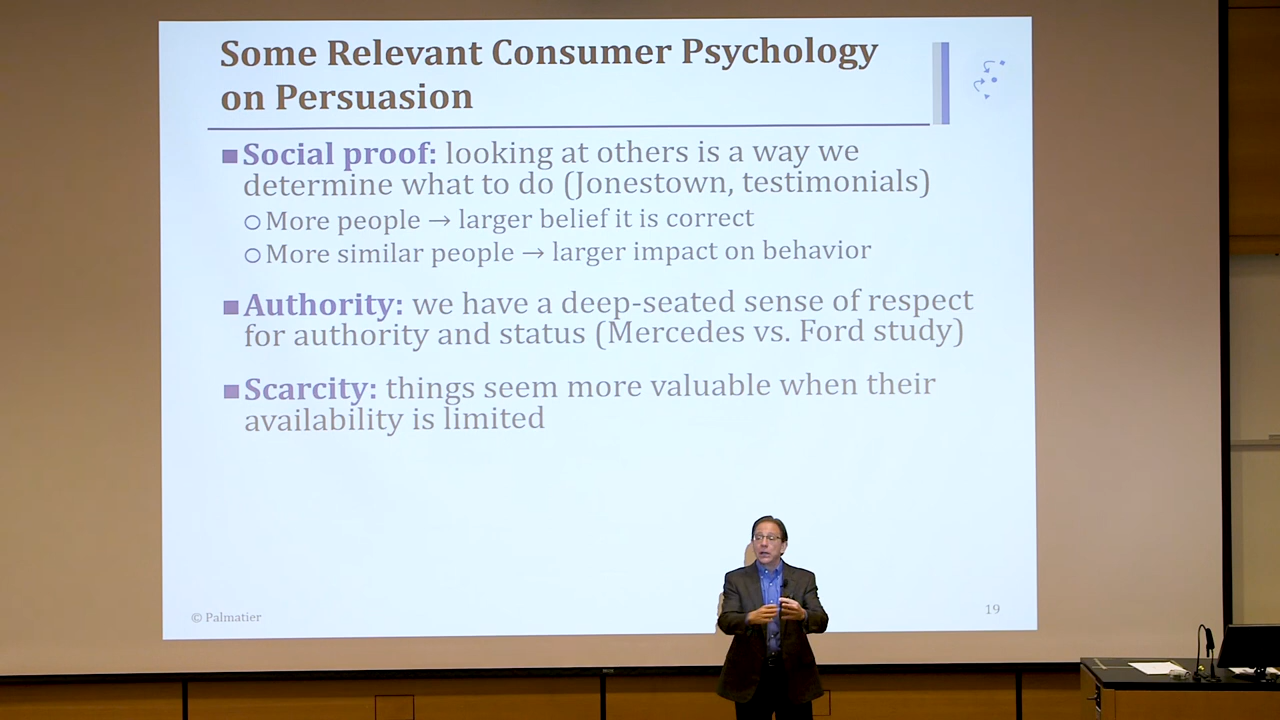 Some Relevant Consumer Psychology
on Persuasion
■Social proof: looking at others is a way we
determine what to do (Jonestown, testimonials)
○More people → larger belief it is correct
○More similar people → larger impact on behavior
■Authority: we have a deep-seated sense of respect
for authority and status (Mercedes vs. Ford study)
■Scarcity: things seem more valuable when their
availability is limited
© Palmatier
19